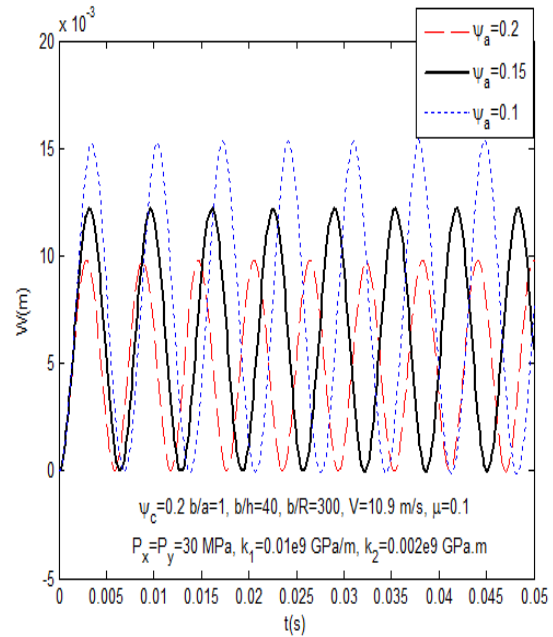 × 10⁻³
20
15
10
5
0
-5
W(m)
ψₐ=0.2
ψₐ=0.15
ψₐ=0.1
ψ꜀=0.2 b/a=1, b/h=40, b/R=300, V=10.9 m/s, μ=0.1
Pₓ=Pᵧ=30 MPa, k₁=0.01e9 GPa/m, k₂=0.002e9 GPa.m
0 0.005 0.01 0.015 0.02 0.025 0.03 0.035 0.04 0.045 0.05
t(s)